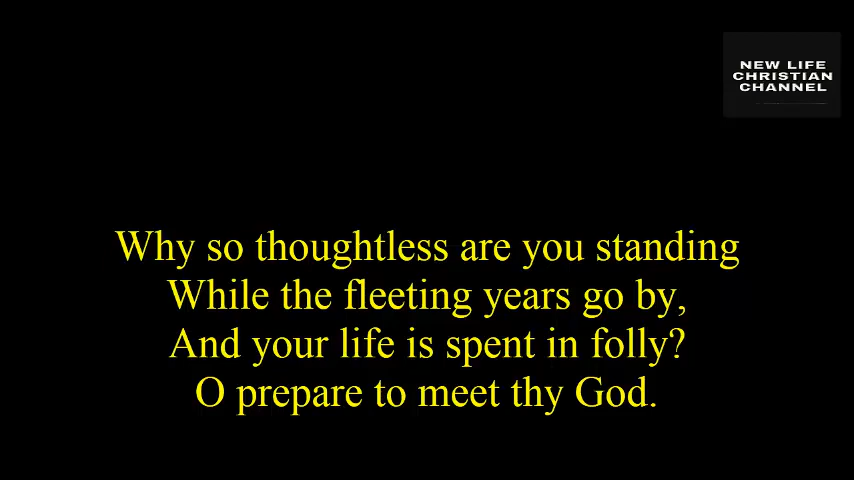 NEW LIFE
CHRISTIAN
CHANNEL
Why so thoughtless are you standing
While the fleeting years go by,
And your life is spent in folly?
O prepare to meet thy God.